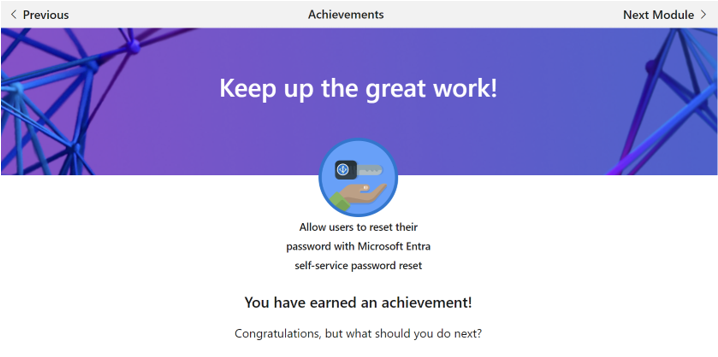 Previous
Achievements
Next Module
Keep up the great work!
Allow users to reset their
password with Microsoft Entra
self-service password reset
You have earned an achievement!
Congratulations, but what should you do next?